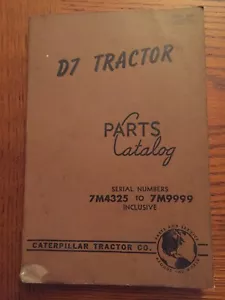 D7 TRACTOR
PARTS
Catalog
SERIAL NUMBERS
7M4325 TO 7M9999
INCLUSIVE
CATERPILLAR TRACTOR CO.